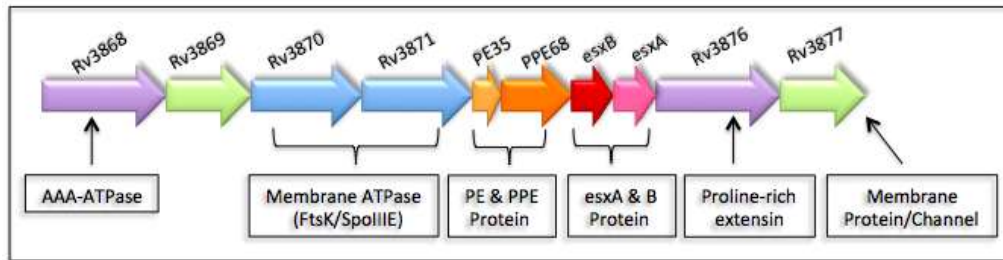 Rv3868
Rv3869
Rv3870
Rv3871
PE35
PPE68
esxB
esxA
Rv3876
Rv3877
AAA-ATPase
Membrane ATPase
(FtsK/SpoIIIE)
PE & PPE
Protein
esxA & B
Protein
Proline-rich
extensin
Membrane
Protein/Channel